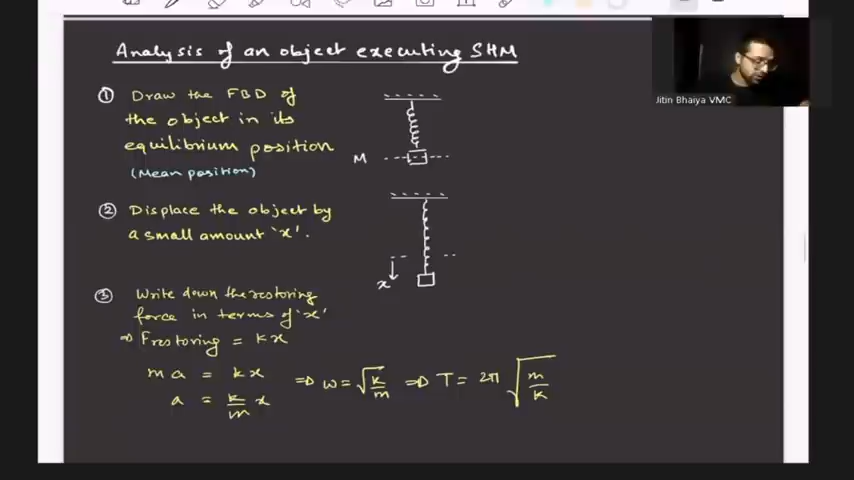 Analysis of an object executing SHM
① Draw the FBD of
the object in its
equilibrium position
(Mean position)
M
② Displace the object by
a small amount 'x'.
x
③ Write down the restoring
force in terms of 'x'
⇒ Frestoring = kx
ma = kx ⇒ w = √k/m ⇒ T = 2π √m/k
a = k/m x
Jitin Bhaiya VMC